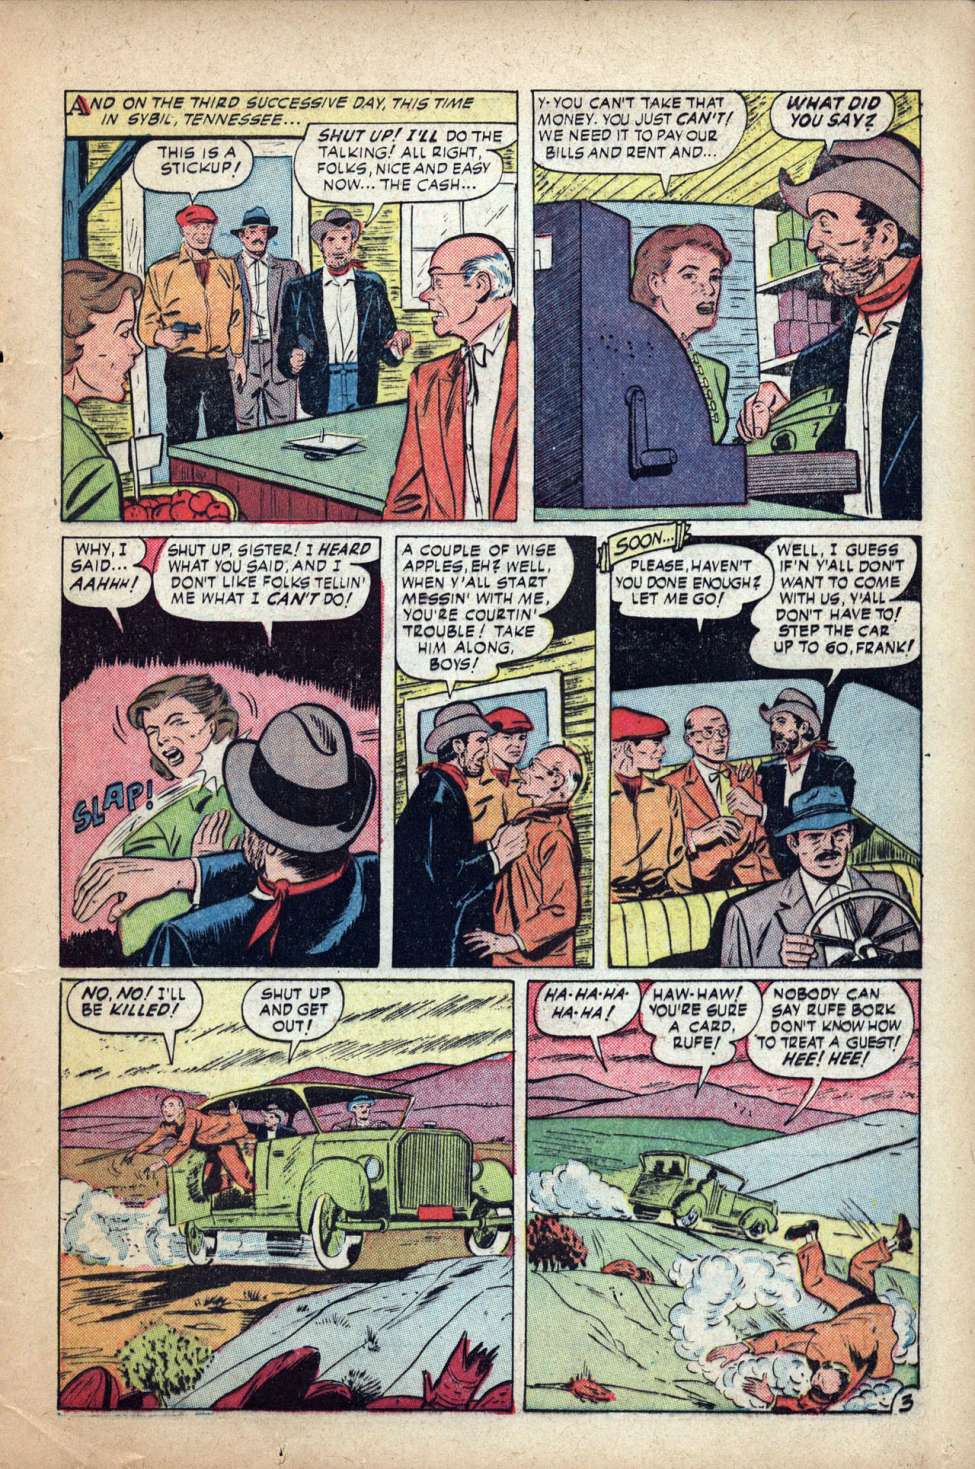 AND ON THE THIRD SUCCESSIVE DAY, THIS TIME
IN SYBIL, TENNESSEE...
THIS IS A
STICKUP!
SHUT UP! I'LL DO THE
TALKING! ALL RIGHT,
FOLKS, NICE AND EASY
NOW... THE CASH...
Y-YOU CAN'T TAKE THAT
MONEY. YOU JUST CAN'T!
WE NEED IT TO PAY OUR
BILLS AND RENT AND...
WHAT DID
YOU SAY?
1
WHY, I
SAID...
AAHHH!
SHUT UP, SISTER! I HEARD
WHAT YOU SAID, AND I
DON'T LIKE FOLKS TELLIN'
ME WHAT I CAN'T DO!
SLAP!
A COUPLE OF WISE
APPLES, EH? WELL,
WHEN Y'ALL START
MESSIN' WITH ME,
YOU'RE COURTIN'
TROUBLE! TAKE
HIM ALONG,
BOYS!
SOON...
PLEASE, HAVEN'T
YOU DONE ENOUGH?
LET ME GO!
WELL, I GUESS
IF'N Y'ALL DON'T
WANT TO COME
WITH US, Y'ALL
DON'T HAVE TO!
STEP THE CAR
UP TO 60, FRANK!
NO, NO! I'LL
BE KILLED!
SHUT UP
AND GET
OUT!
HA-HA-HA-
HA-HA!
HAW-HAW!
YOU'RE SURE
A CARD,
RUFE!
NOBODY CAN
SAY RUFE BORK
DON'T KNOW HOW
TO TREAT A GUEST!
HEE! HEE!
3